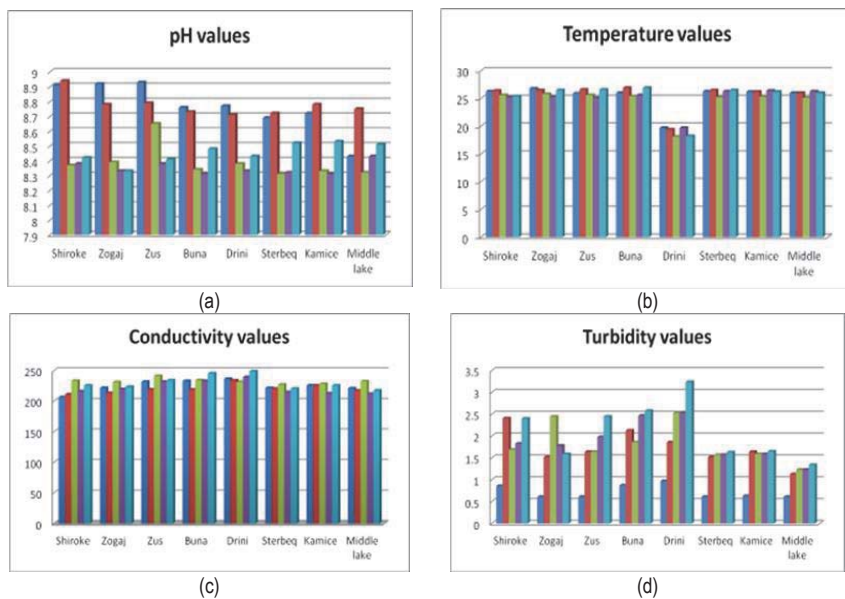 pH values
9
8.9
8.8
8.7
8.6
8.5
8.4
8.3
8.2
8.1
8
7.9
Shiroke Zogaj Zus Buna Drini Sterbeq Kamice Middle
lake
(a)
Temperature values
30
25
20
15
10
5
0
Shiroke Zogaj Zus Buna Drini Sterbeq Kamice Middle
lake
(b)
Conductivity values
250
200
150
100
50
0
Shiroke Zogaj Zus Buna Drini Sterbeq Kamice Middle
lake
(c)
Turbidity values
3.5
3
2.5
2
1.5
1
0.5
0
Shiroke Zogaj Zus Buna Drini Sterbeq Kamice Middle
lake
(d)